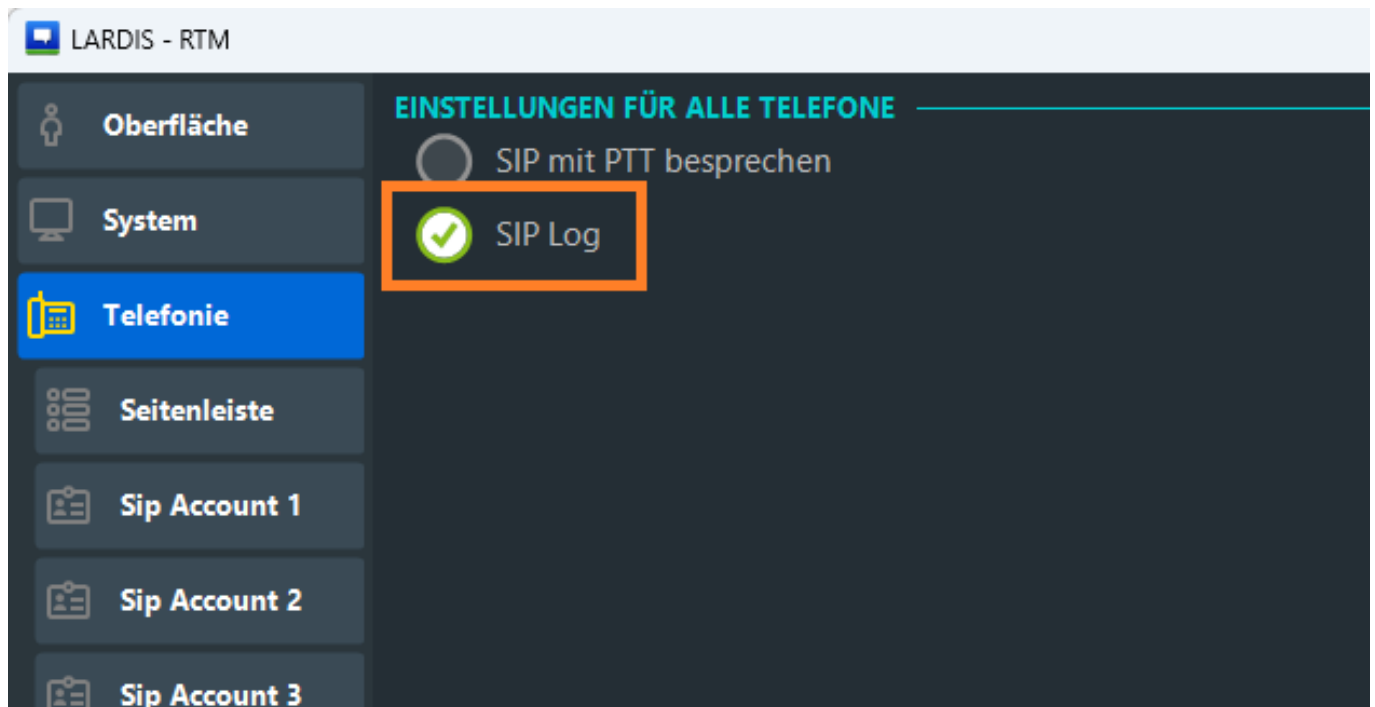 LARDIS - RTM
Oberfläche
System
Telefonie
Seitenleiste
Sip Account 1
Sip Account 2
Sip Account 3
EINSTELLUNGEN FÜR ALLE TELEFONE
SIP mit PTT besprechen
SIP Log